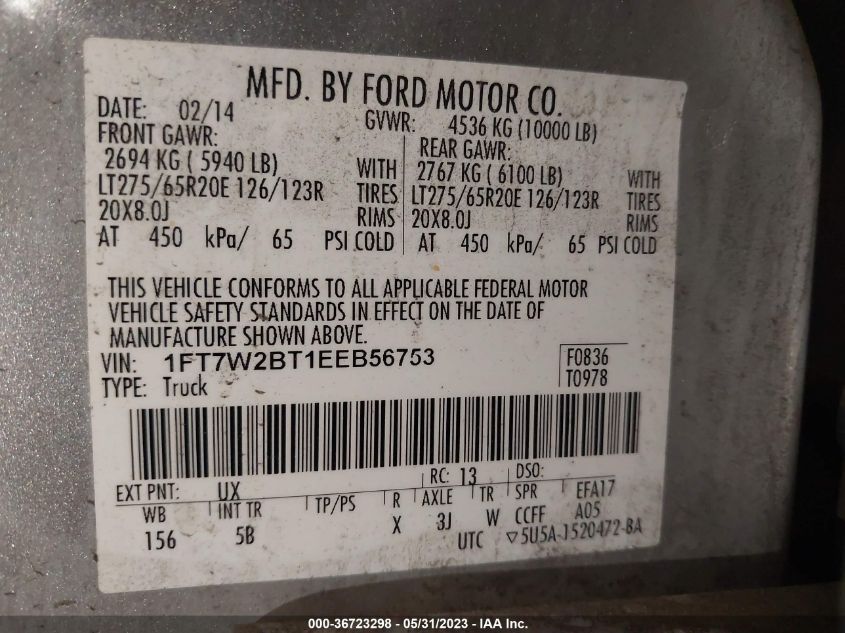 MFD. BY FORD MOTOR CO.
DATE: 02/14 GVWR: 4536 KG (10000 LB)
FRONT GAWR: REAR GAWR:
2694 KG ( 5940 LB) WITH 2767 KG ( 6100 LB) WITH
LT275/65R20E 126/123R TIRES LT275/65R20E 126/123R TIRES
20X8.0J RIMS 20X8.0J RIMS
AT 450 kPa/ 65 PSI COLD AT 450 kPa/ 65 PSI COLD
THIS VEHICLE CONFORMS TO ALL APPLICABLE FEDERAL MOTOR
VEHICLE SAFETY STANDARDS IN EFFECT ON THE DATE OF
MANUFACTURE SHOWN ABOVE.
VIN: 1FT7W2BT1EEB56753 F0836
TYPE: Truck T0978
RC: 13 DSO:
EXT PNT: UX
WB INT TR TP/PS R AXLE TR SPR EFA17
156 5B X 3J W CCFF A05
UTC ▽5U5A-1520472-BA
000-36723298 - 05/31/2023 - IAA Inc.